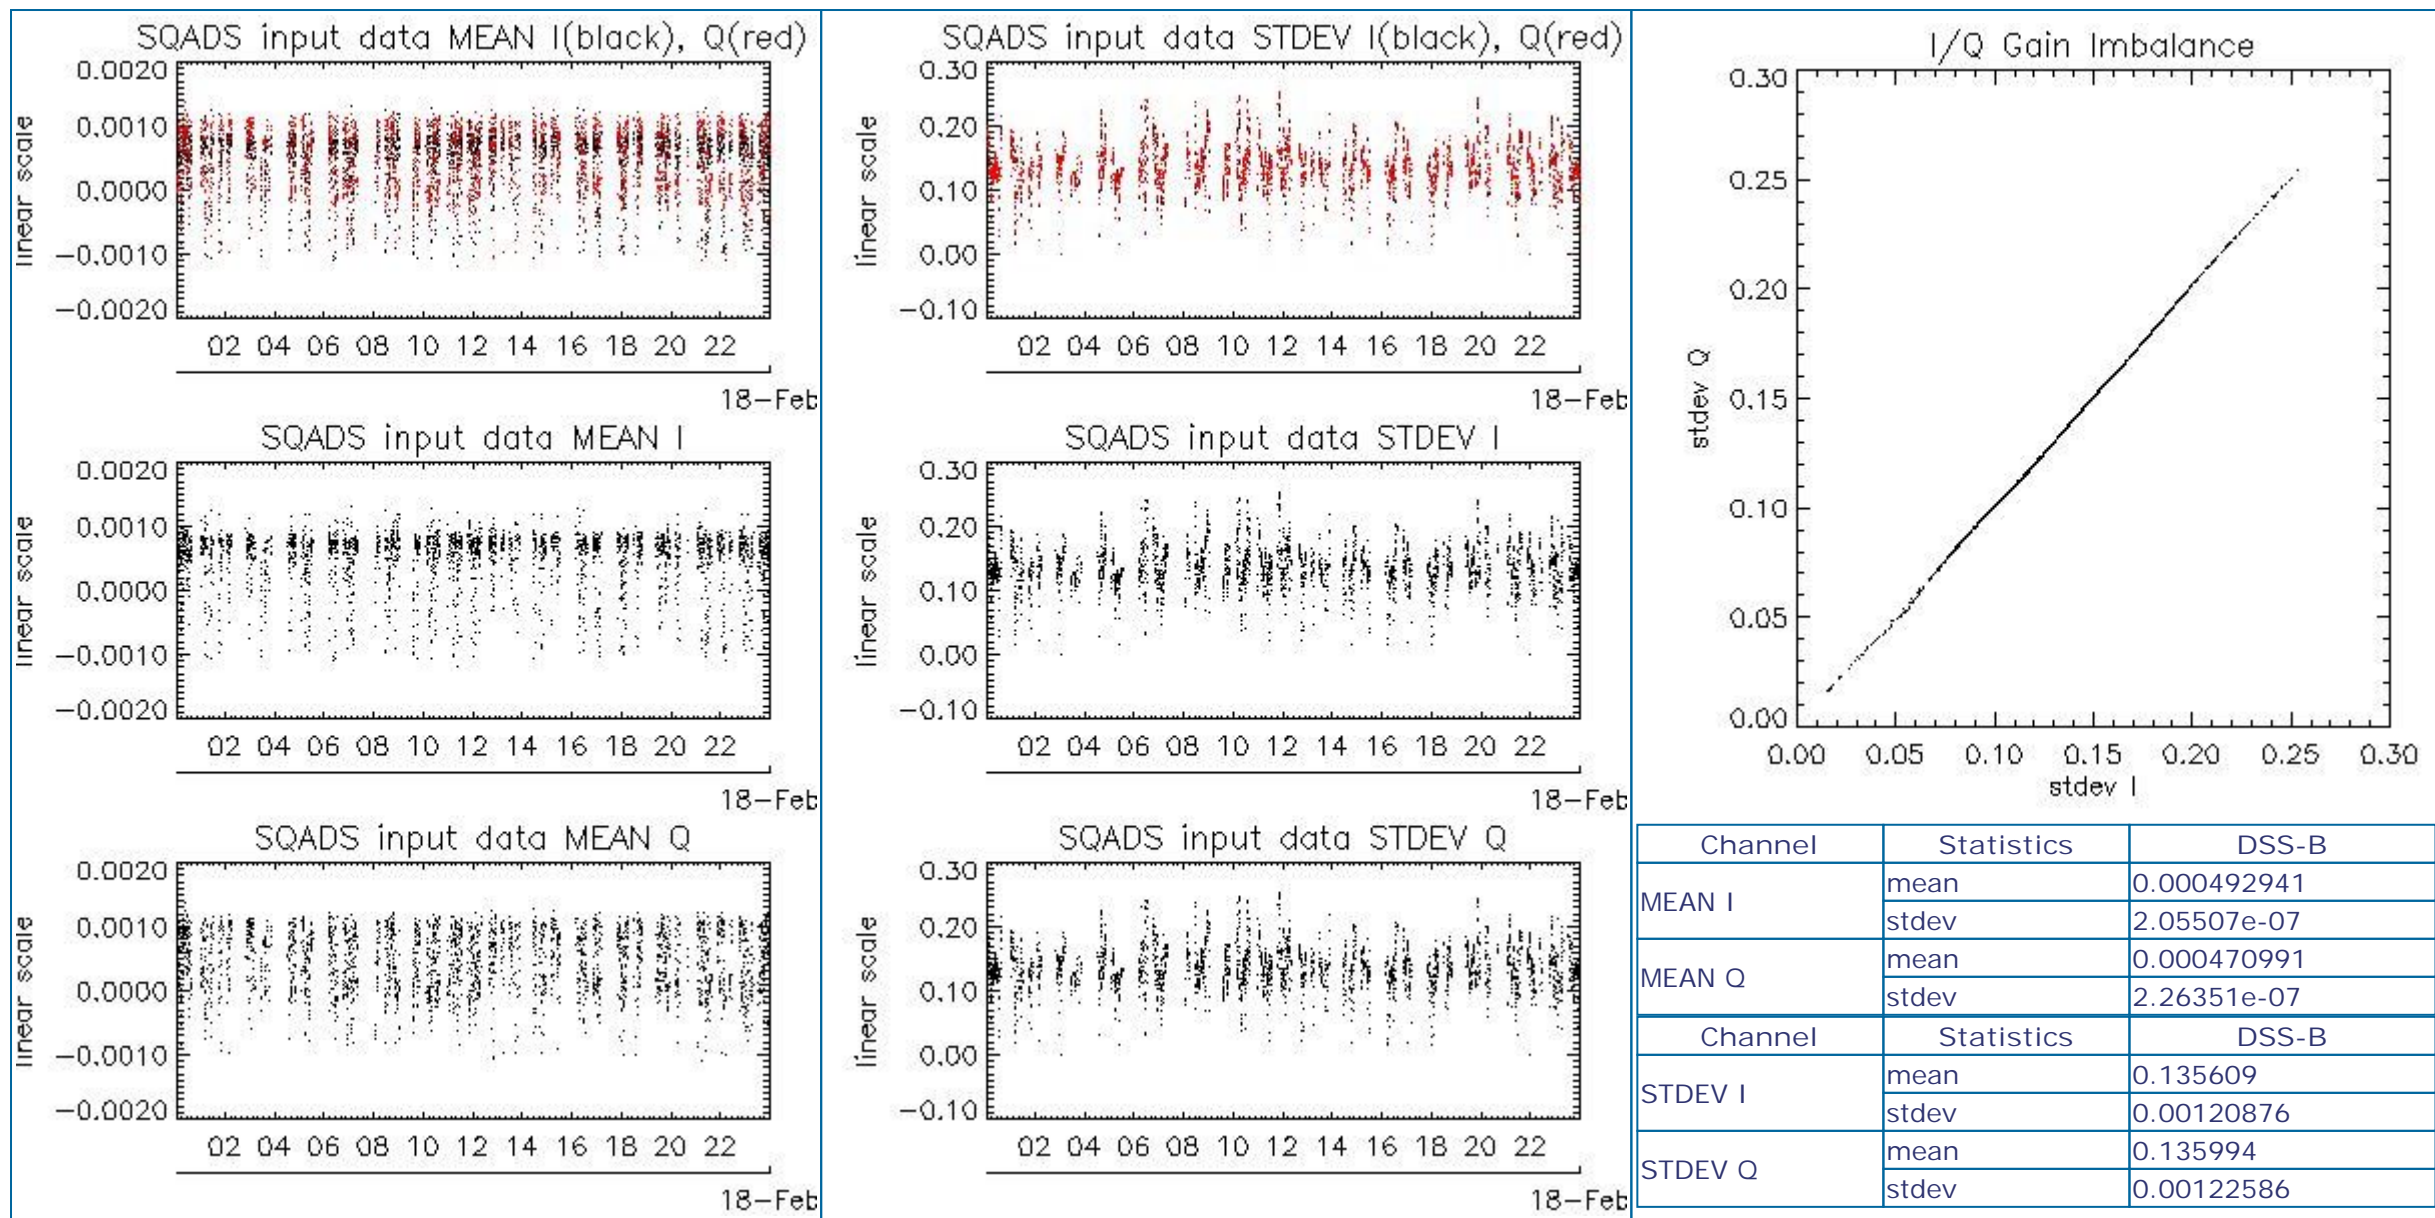 SQADS input data MEAN I(black), Q(red)
linear scale
0.0020
0.0010
0.0000
−0.0010
−0.0020
02 04 06 08 10 12 14 16 18 20 22
18−Feb
SQADS input data MEAN I
linear scale
0.0020
0.0010
0.0000
−0.0010
−0.0020
02 04 06 08 10 12 14 16 18 20 22
18−Feb
SQADS input data MEAN Q
linear scale
0.0020
0.0010
0.0000
−0.0010
−0.0020
02 04 06 08 10 12 14 16 18 20 22
18−Feb
SQADS input data STDEV I(black), Q(red)
linear scale
0.30
0.20
0.10
0.00
−0.10
02 04 06 08 10 12 14 16 18 20 22
18−Feb
SQADS input data STDEV I
linear scale
0.30
0.20
0.10
0.00
−0.10
02 04 06 08 10 12 14 16 18 20 22
18−Feb
SQADS input data STDEV Q
linear scale
0.30
0.20
0.10
0.00
−0.10
02 04 06 08 10 12 14 16 18 20 22
18−Feb
I/Q Gain Imbalance
stdev Q
0.30
0.25
0.20
0.15
0.10
0.05
0.00
0.00 0.05 0.10 0.15 0.20 0.25 0.30
stdev I
Channel Statistics DSS-B
MEAN I
mean 0.000492941
stdev 2.05507e-07
MEAN Q
mean 0.000470991
stdev 2.26351e-07
Channel Statistics DSS-B
STDEV I
mean 0.135609
stdev 0.00120876
STDEV Q
mean 0.135994
stdev 0.00122586